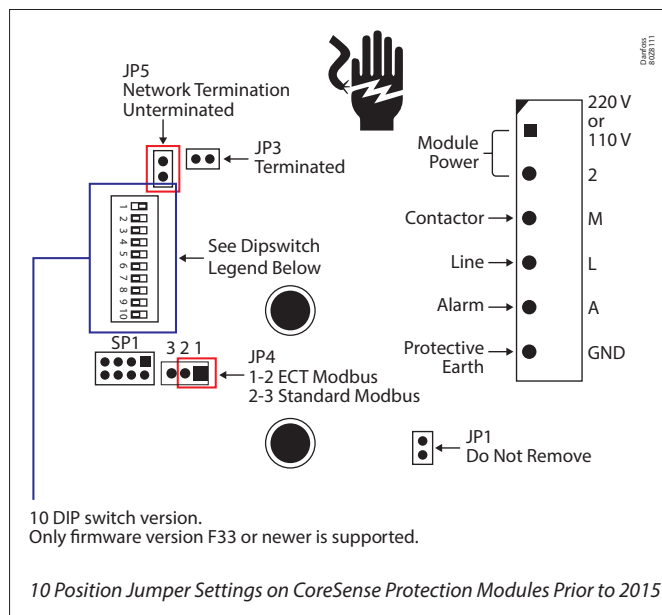 Danfoss
80Z8111
JP5
Network Termination
Unterminated
JP3
Terminated
220 V
or
110 V
Module
Power
2
Contactor
M
1
2
3
4
5
6
7
8
9
10
See Dipswitch
Legend Below
Line
L
Alarm
A
SP1
3 2 1
JP4
1-2 ECT Modbus
2-3 Standard Modbus
Protective
Earth
GND
JP1
Do Not Remove
10 DIP switch version.
Only firmware version F33 or newer is supported.
10 Position Jumper Settings on CoreSense Protection Modules Prior to 2015